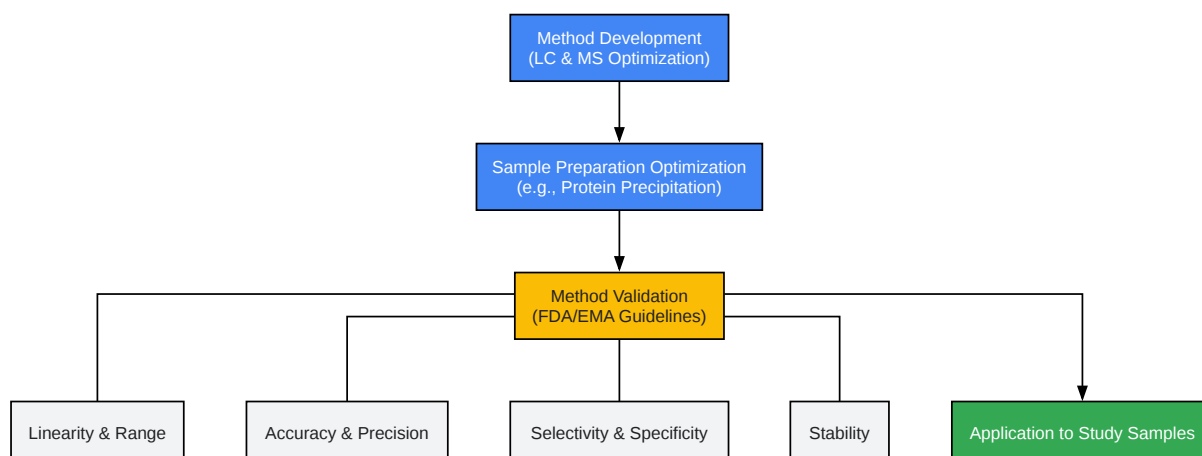 Method Development
(LC & MS Optimization)
Sample Preparation Optimization
(e.g., Protein Precipitation)
Method Validation
(FDA/EMA Guidelines)
Linearity & Range
Accuracy & Precision
Selectivity & Specificity
Stability
Application to Study Samples